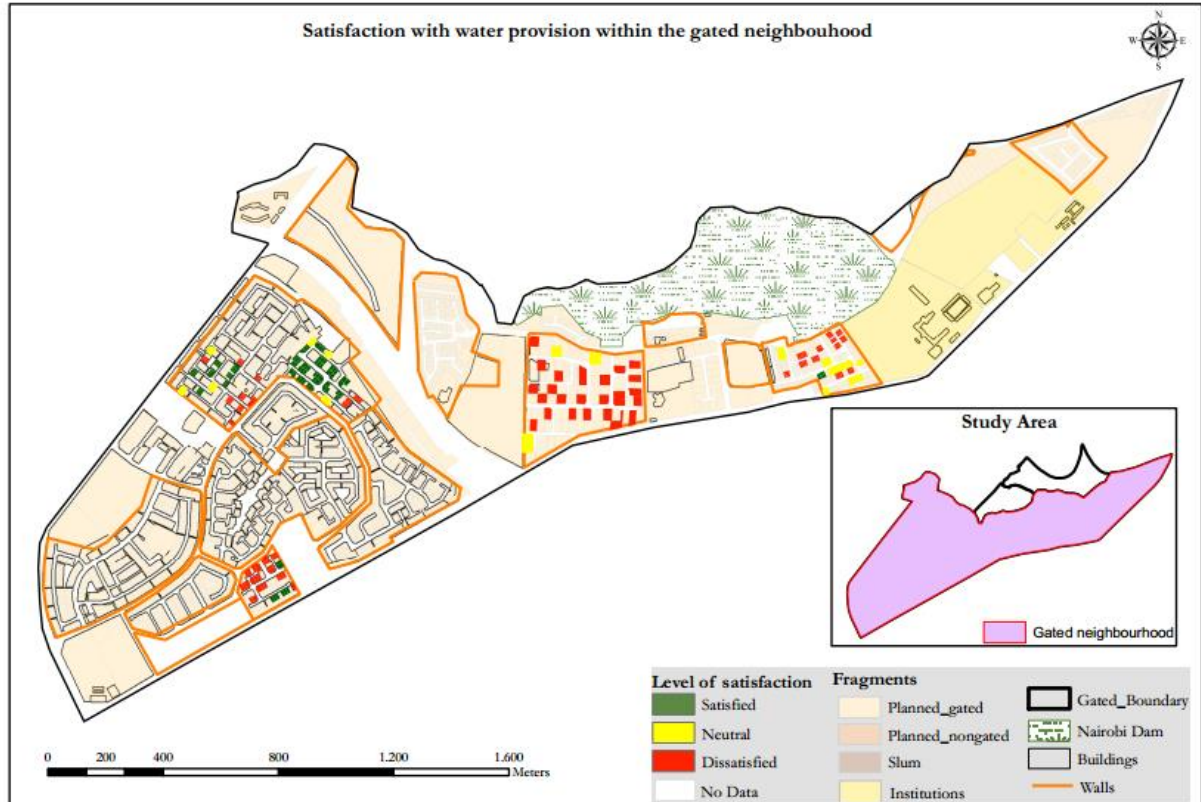 Satisfaction with water provision within the gated neighbouhood
N
W E
S
Study Area
Gated neighbourhood
Level of satisfaction
Satisfied
Neutral
Dissatisfied
No Data
Fragments
Planned_gated
Planned_nongated
Slum
Institutions
Gated_Boundary
Nairobi Dam
Buildings
Walls
0 400 800 1.200 1.600
Meters